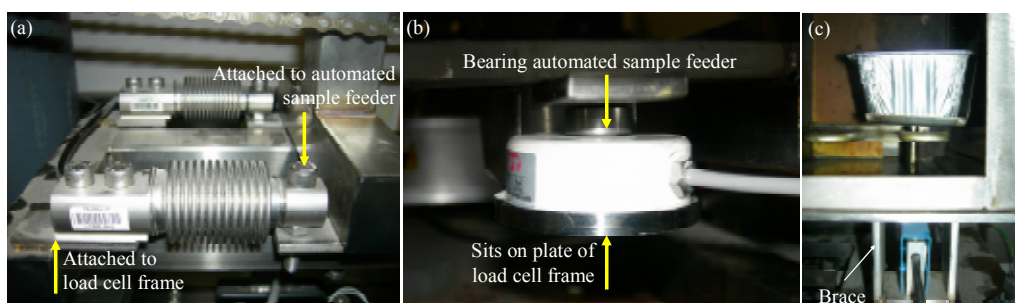 (a)
Attached to automated
sample feeder
Attached to
load cell frame
(b)
Bearing automated sample feeder
Sits on plate of
load cell frame
(c)
Brace